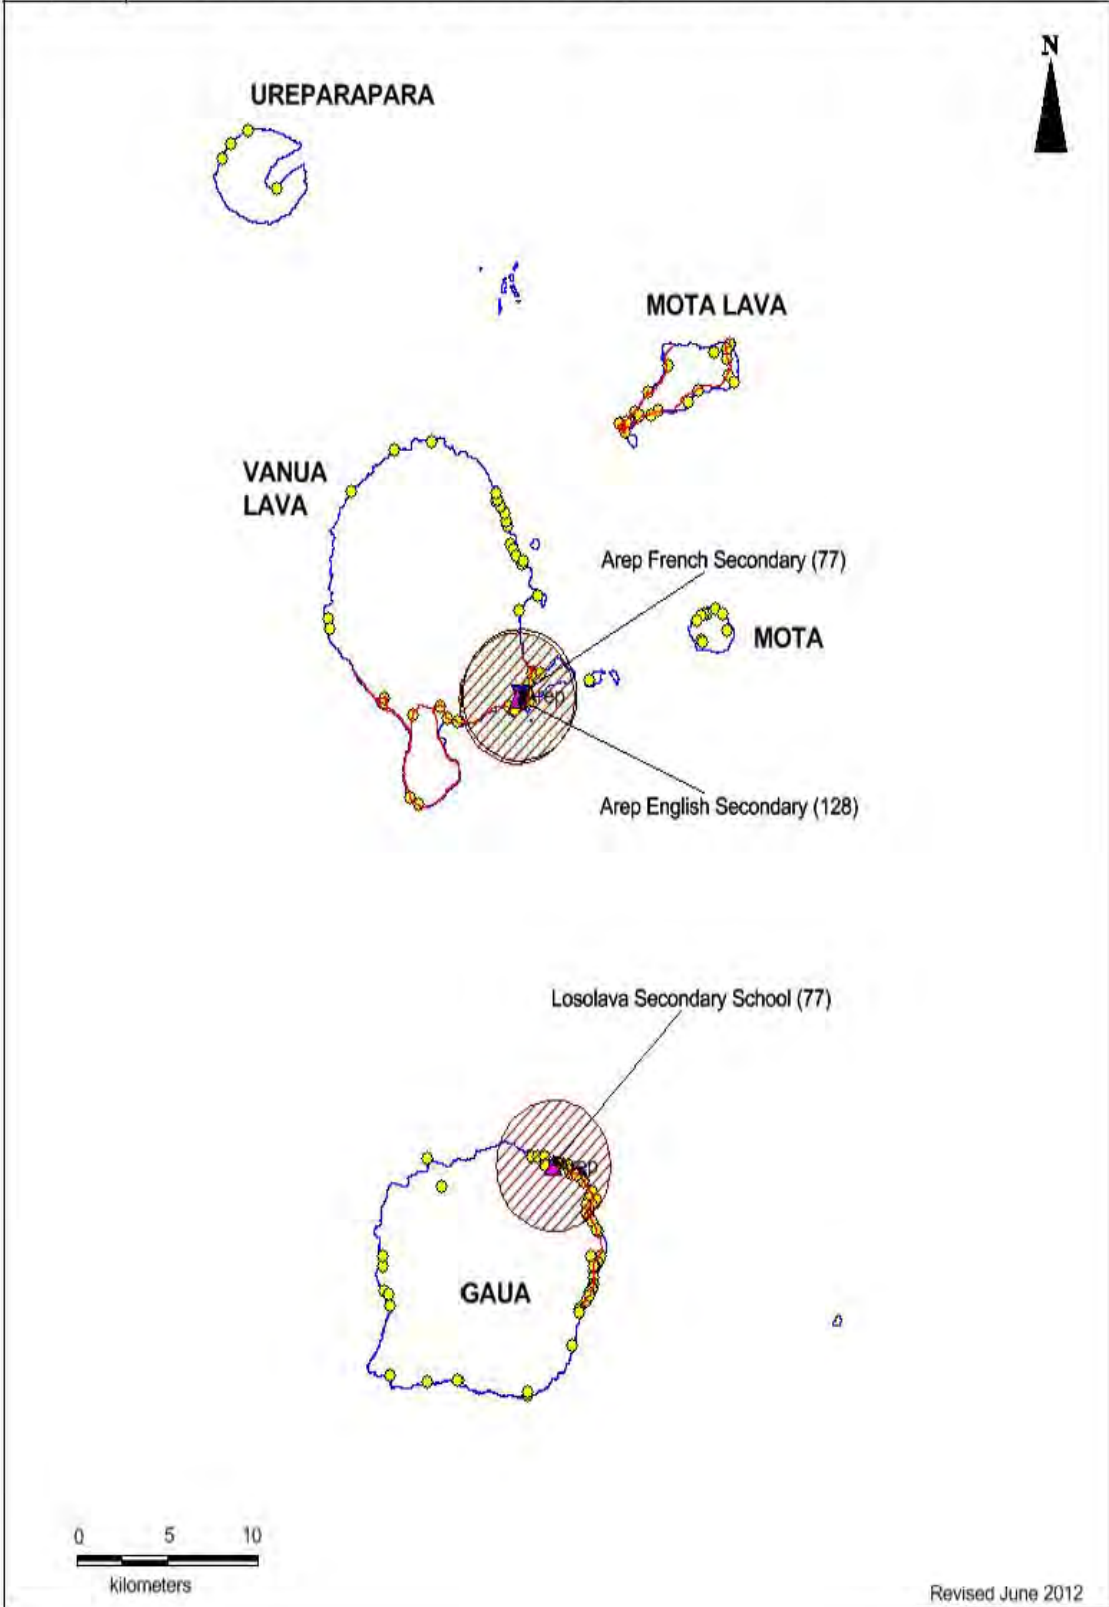 N
UREPARAPARA
MOTA LAVA
VANUA
LAVA
Arep French Secondary (77)
MOTA
Arep English Secondary (128)
Losolava Secondary School (77)
GAUA
0 5 10
kilometers
Revised June 2012